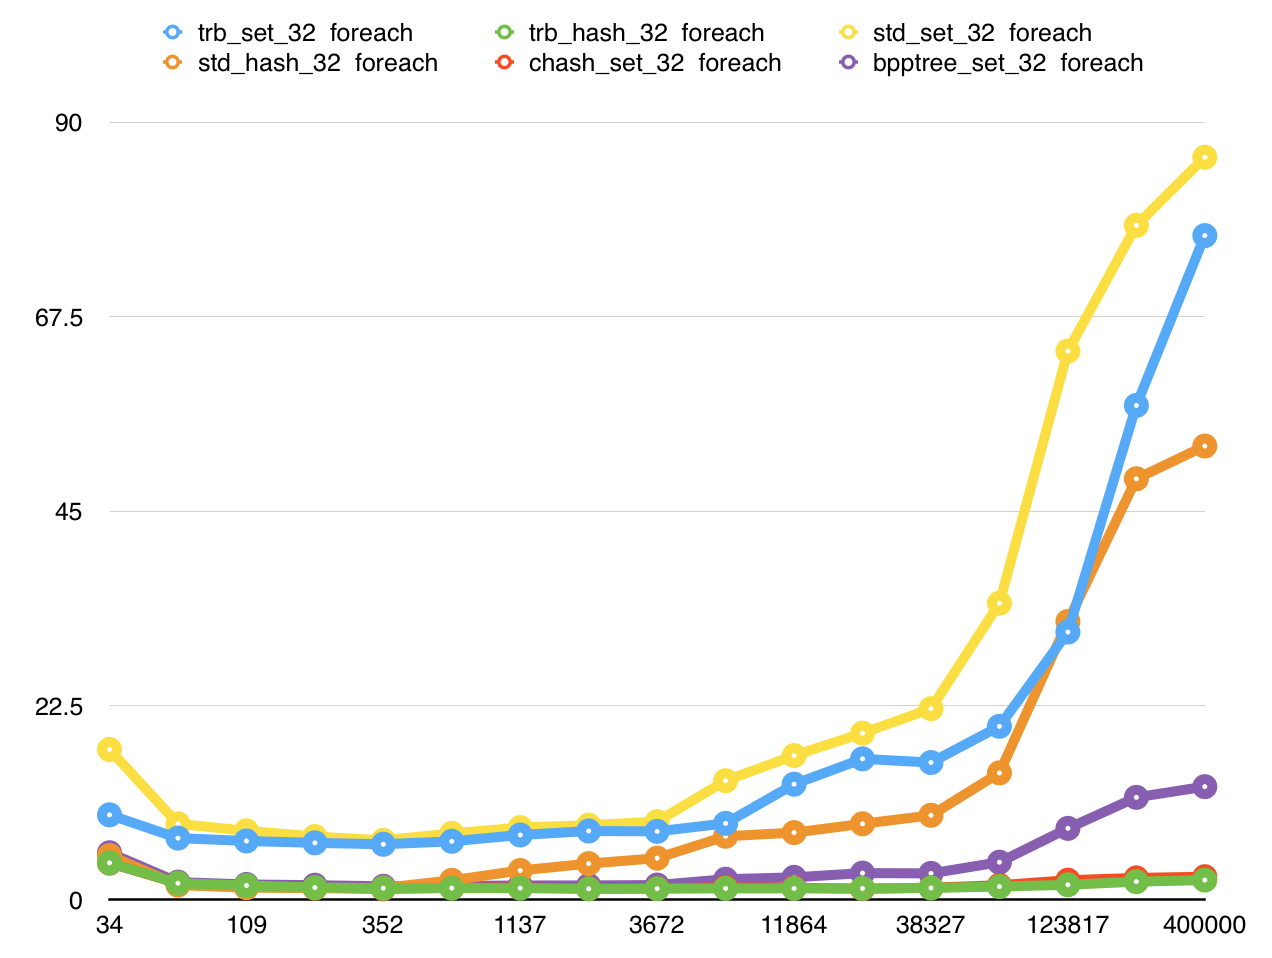 trb_set_32 foreach trb_hash_32 foreach std_set_32 foreach
std_hash_32 foreach chash_set_32 foreach bpptree_set_32 foreach
90
67.5
45
22.5
0
34 109 352 1137 3672 11864 38327 123817 400000